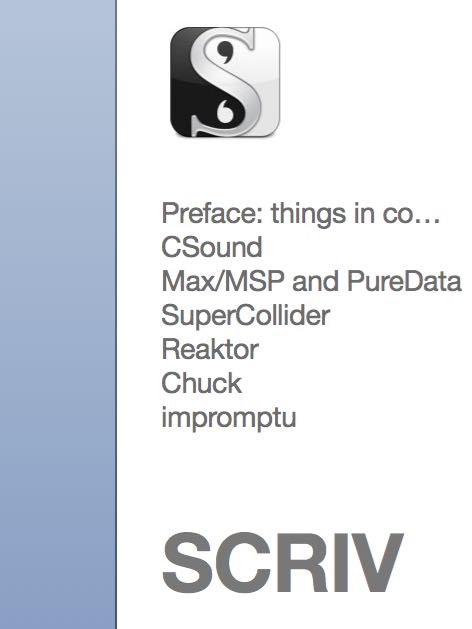 Preface: things in co…
CSound
Max/MSP and PureData
SuperCollider
Reaktor
Chuck
impromptu
SCRIV